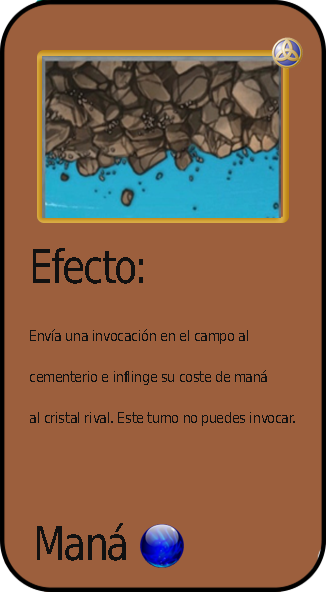 Efecto:
Envía una invocación en el campo al
cementerio e inflinge su coste de maná
al cristal rival. Este turno no puedes invocar.
Maná